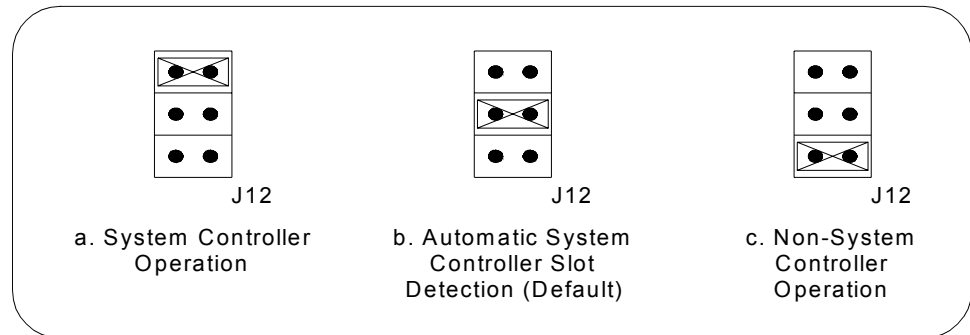 J12
a. System Controller
Operation
J12
b. Automatic System
Controller Slot
Detection (Default)
J12
c. Non-System
Controller
Operation